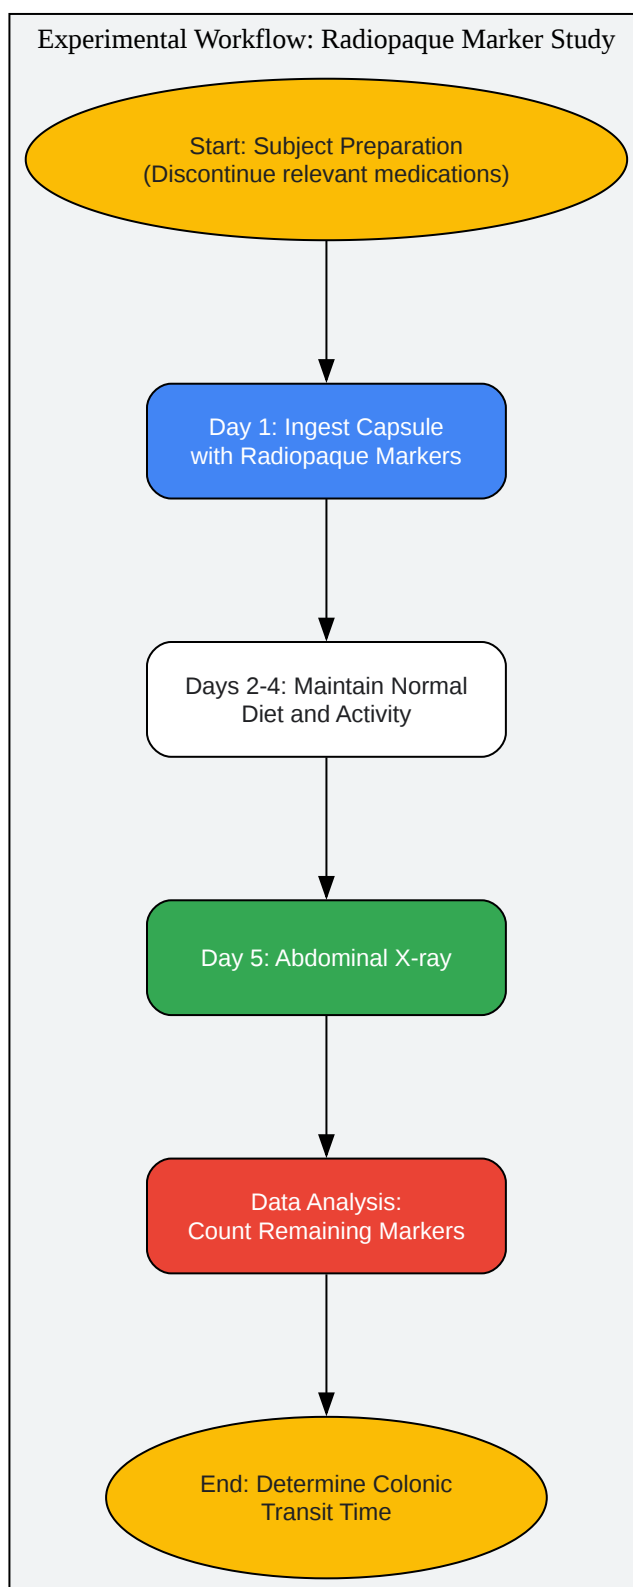 Experimental Workflow: Radiopaque Marker Study
Start: Subject Preparation
(Discontinue relevant medications)
Day 1: Ingest Capsule
with Radiopaque Markers
Days 2-4: Maintain Normal
Diet and Activity
Day 5: Abdominal X-ray
Data Analysis:
Count Remaining Markers
End: Determine Colonic
Transit Time